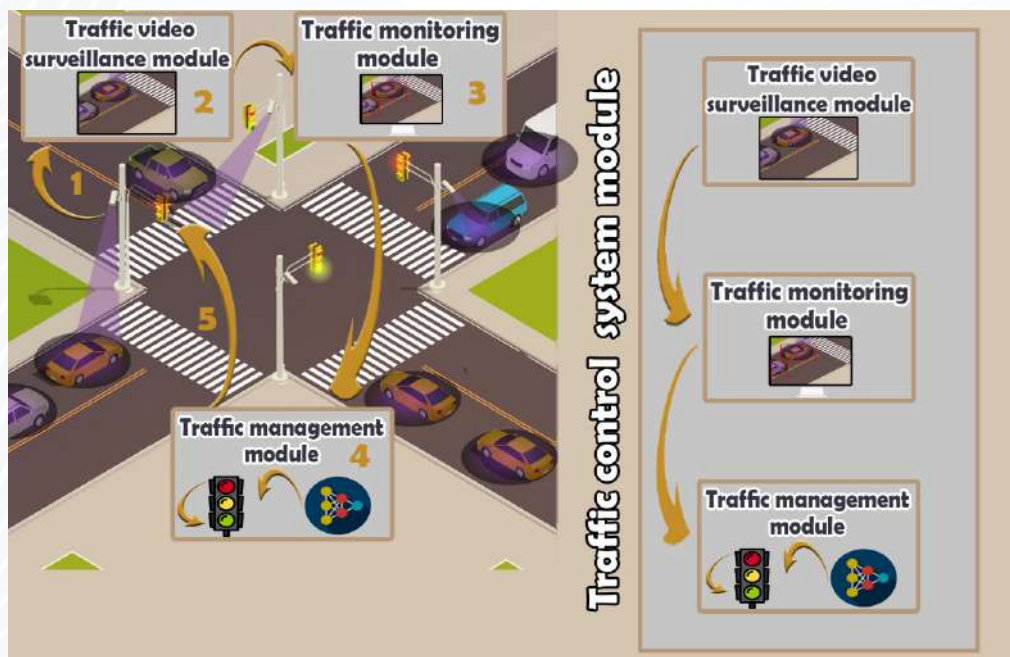 Traffic video
surveillance module
2
Traffic monitoring
module
3
1
5
Traffic management
module
4
Traffic control system module
Traffic video
surveillance module
Traffic monitoring
module
Traffic management
module